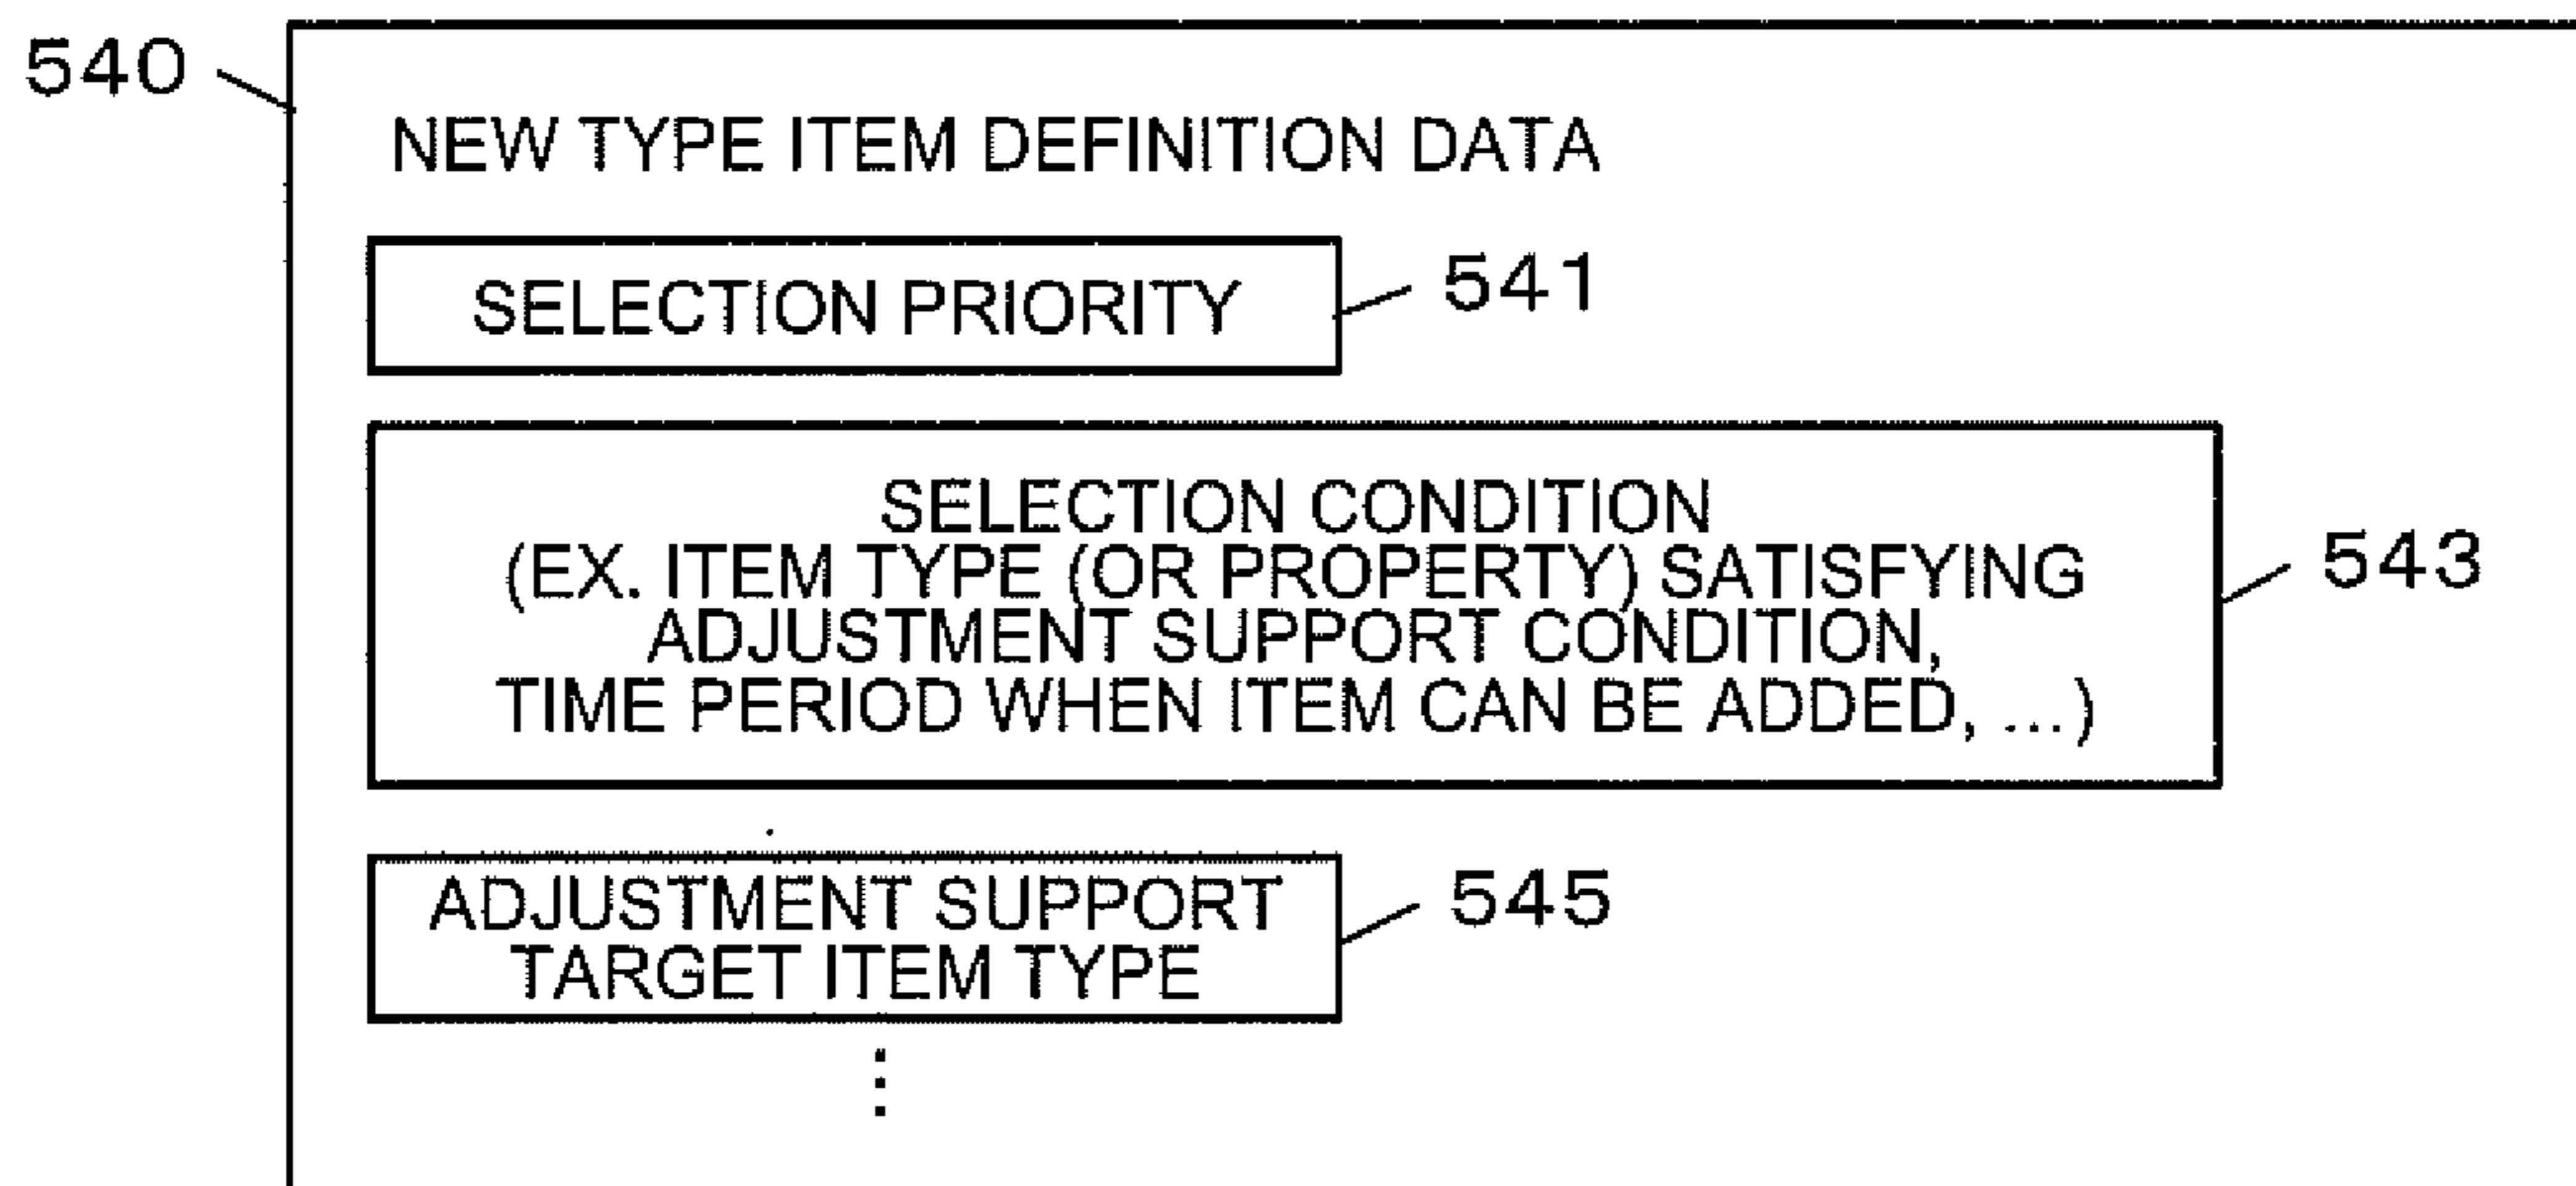 540
NEW TYPE ITEM DEFINITION DATA
SELECTION PRIORITY
541
SELECTION CONDITION
(EX. ITEM TYPE (OR PROPERTY) SATISFYING
ADJUSTMENT SUPPORT CONDITION,
TIME PERIOD WHEN ITEM CAN BE ADDED, ...)
543
ADJUSTMENT SUPPORT
TARGET ITEM TYPE
545